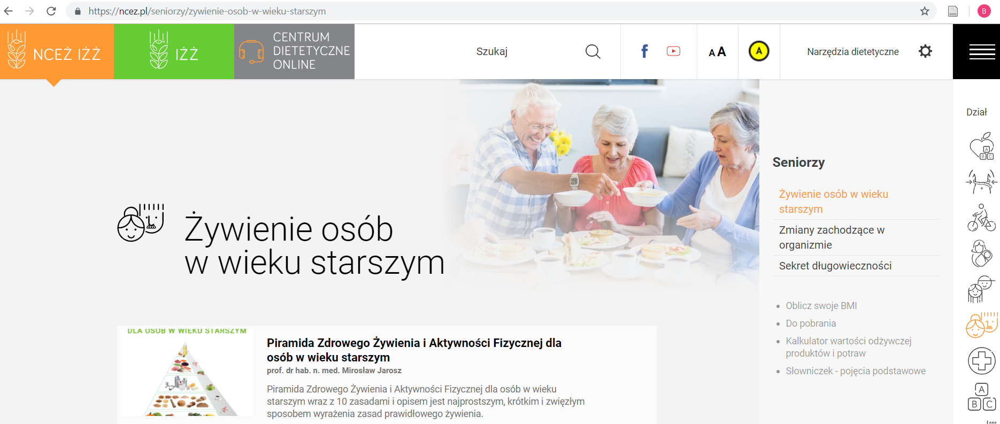 https://ncez.pl/seniorzy/zywienie-osob-w-wieku-starszym
B
NCEŻ IŻŻ
IŻŻ
CENTRUM
DIETETYCZNE
ONLINE
Szukaj
A A
A
Narzędzia dietetyczne
Dział
A
B C
Seniorzy
Żywienie osób w wieku
starszym
Zmiany zachodzące w
organizmie
Sekret długowieczności
Oblicz swoje BMI
Do pobrania
Kalkulator wartości odżywczej
produktów i potraw
Słowniczek - pojęcia podstawowe
A
B C
Żywienie osób
w wieku starszym
DLA OSÓB W WIEKU STARSZYM
Piramida Zdrowego Żywienia i Aktywności Fizycznej dla
osób w wieku starszym
prof. dr hab. n. med. Mirosław Jarosz
Piramida Zdrowego Żywienia i Aktywności Fizycznej dla osób w wieku
starszym wraz z 10 zasadami i opisem jest najprostszym, krótkim i zwięzłym
sposobem wyrażenia zasad prawidłowego żywienia.